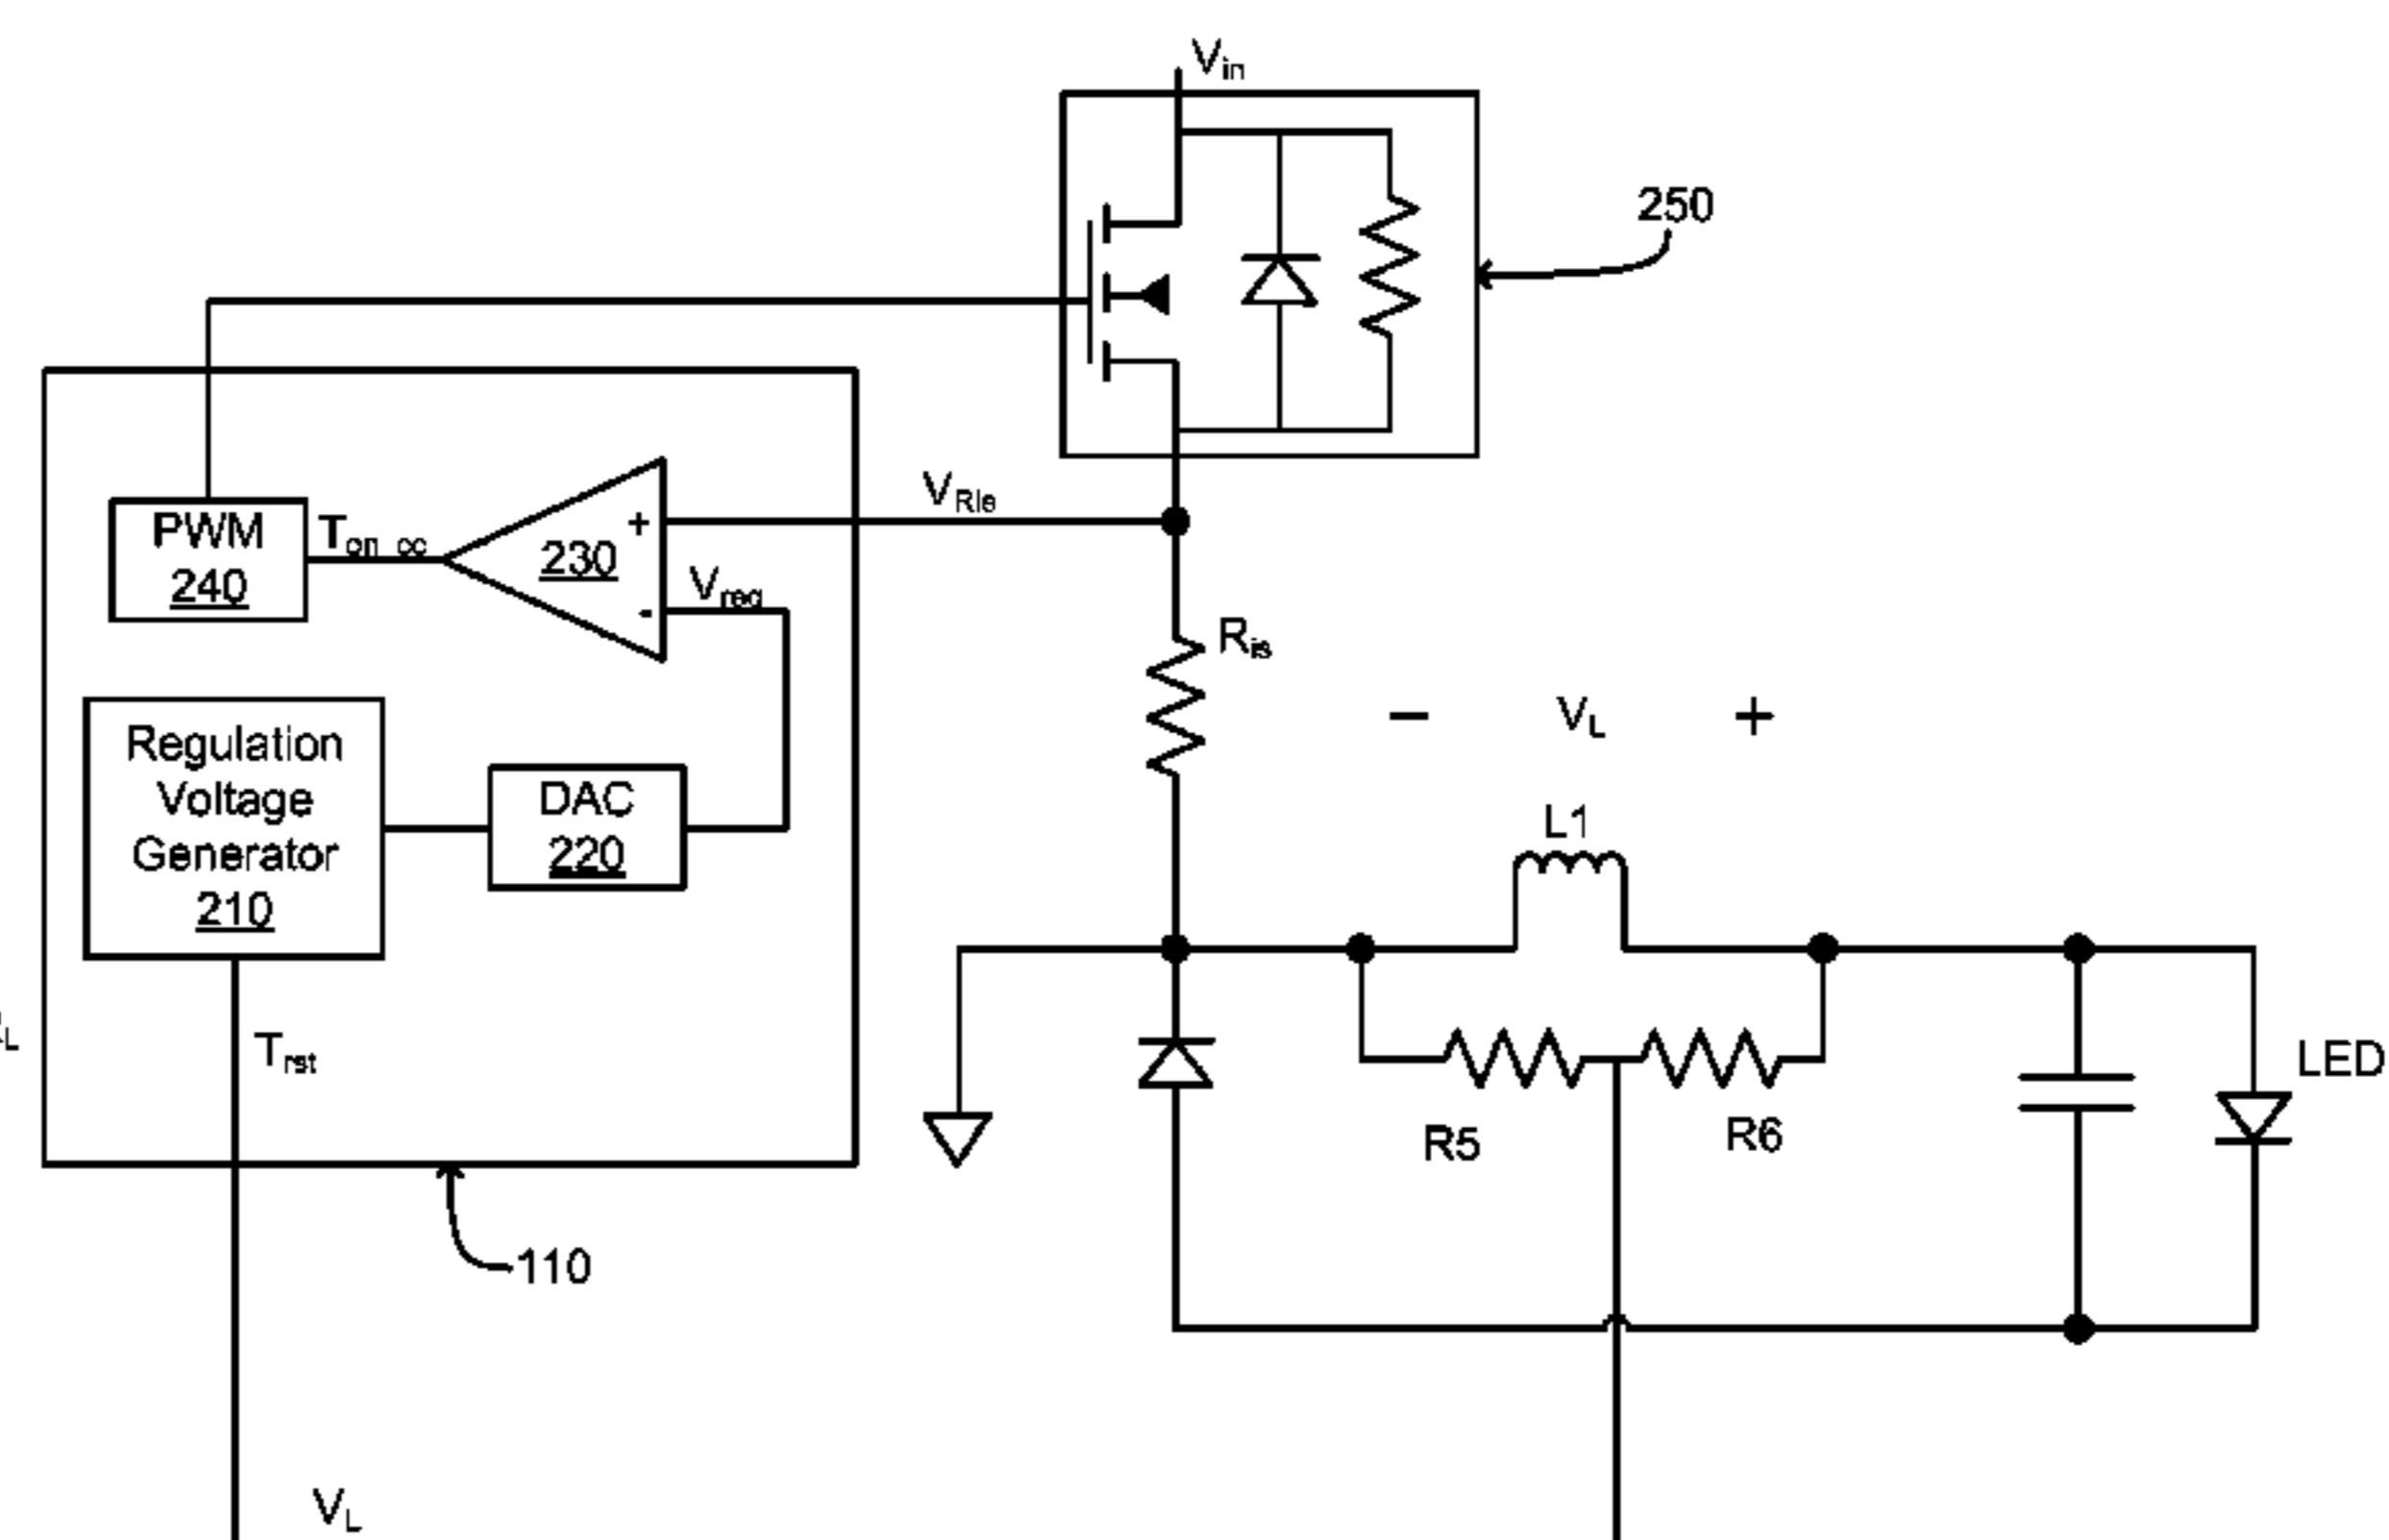 Vin
250
VRis
PWM
240
Ton_cc
+
230
Vreg
-
Ris
Regulation
Voltage
Generator
210
DAC
220
− VL +
L1
Trst
R5
R6
LED
110
VL